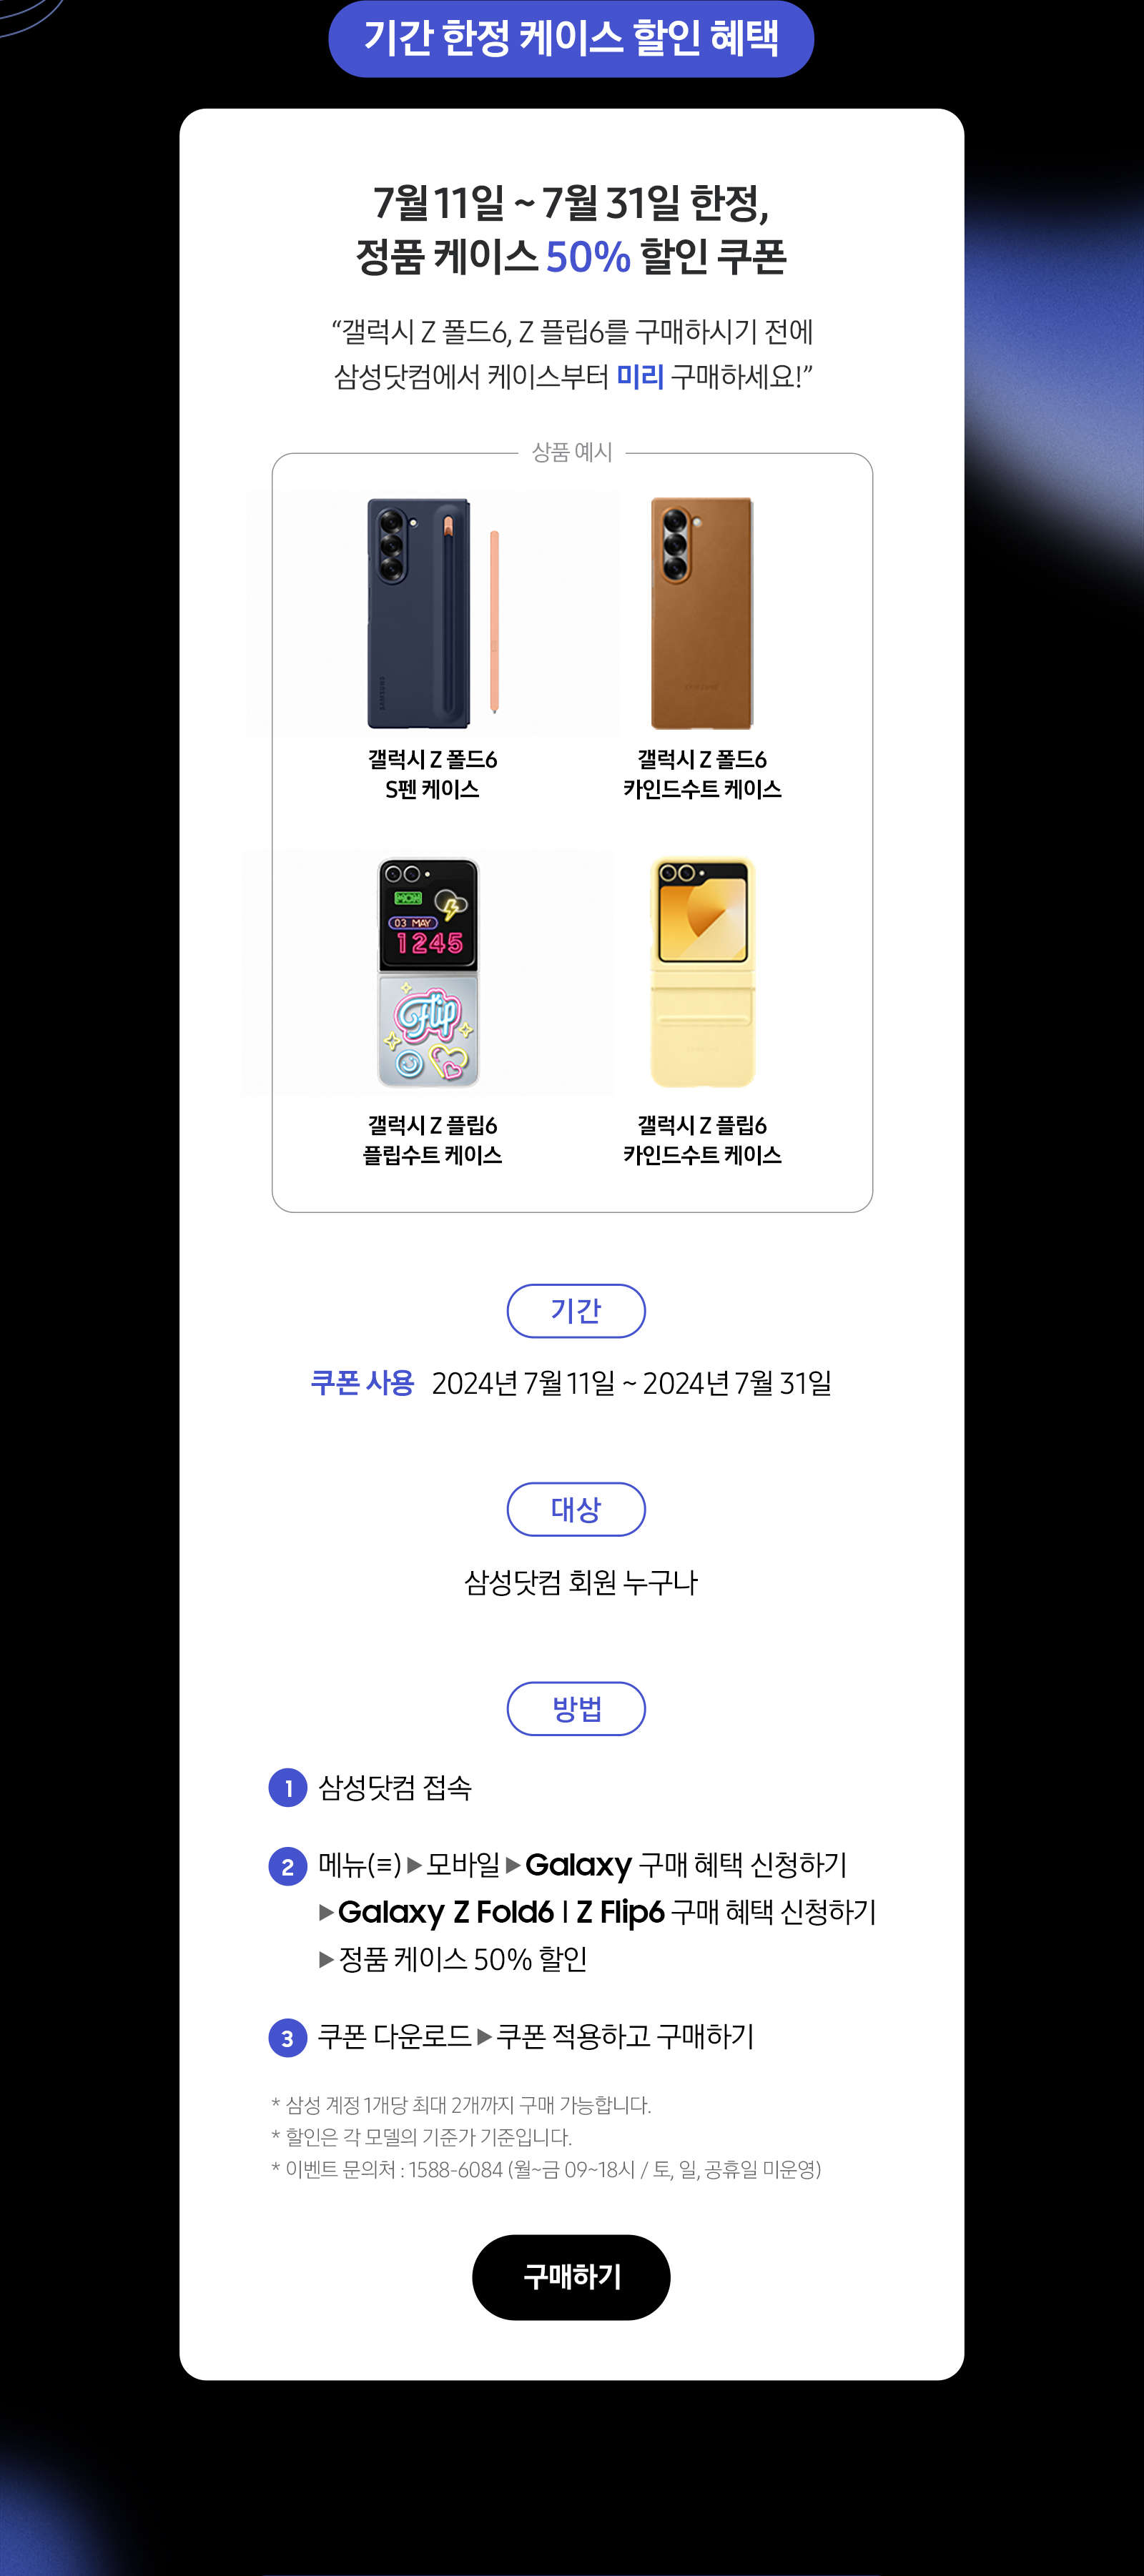 기간 한정 케이스 할인 혜택
7월 11일 ~ 7월 31일 한정,
정품 케이스 50% 할인 쿠폰
“갤럭시 Z 폴드6, Z 플립6를 구매하시기 전에
삼성닷컴에서 케이스부터 미리 구매하세요!”
상품 예시
SAMSUNG
SAMSUNG
갤럭시 Z 폴드6
S펜 케이스
갤럭시 Z 폴드6
카인드수트 케이스
MON
03 MAY
1245
Flip
갤럭시 Z 플립6
플립수트 케이스
갤럭시 Z 플립6
카인드수트 케이스
기간
쿠폰 사용 2024년 7월 11일 ~ 2024년 7월 31일
대상
삼성닷컴 회원 누구나
방법
1 삼성닷컴 접속
2 메뉴(≡) ▶ 모바일 ▶ Galaxy 구매 혜택 신청하기
▶ Galaxy Z Fold6 l Z Flip6 구매 혜택 신청하기
▶ 정품 케이스 50% 할인
3 쿠폰 다운로드 ▶ 쿠폰 적용하고 구매하기
* 삼성 계정 1개당 최대 2개까지 구매 가능합니다.
* 할인은 각 모델의 기준가 기준입니다.
* 이벤트 문의처 : 1588-6084 (월~금 09~18시 / 토, 일, 공휴일 미운영)
구매하기